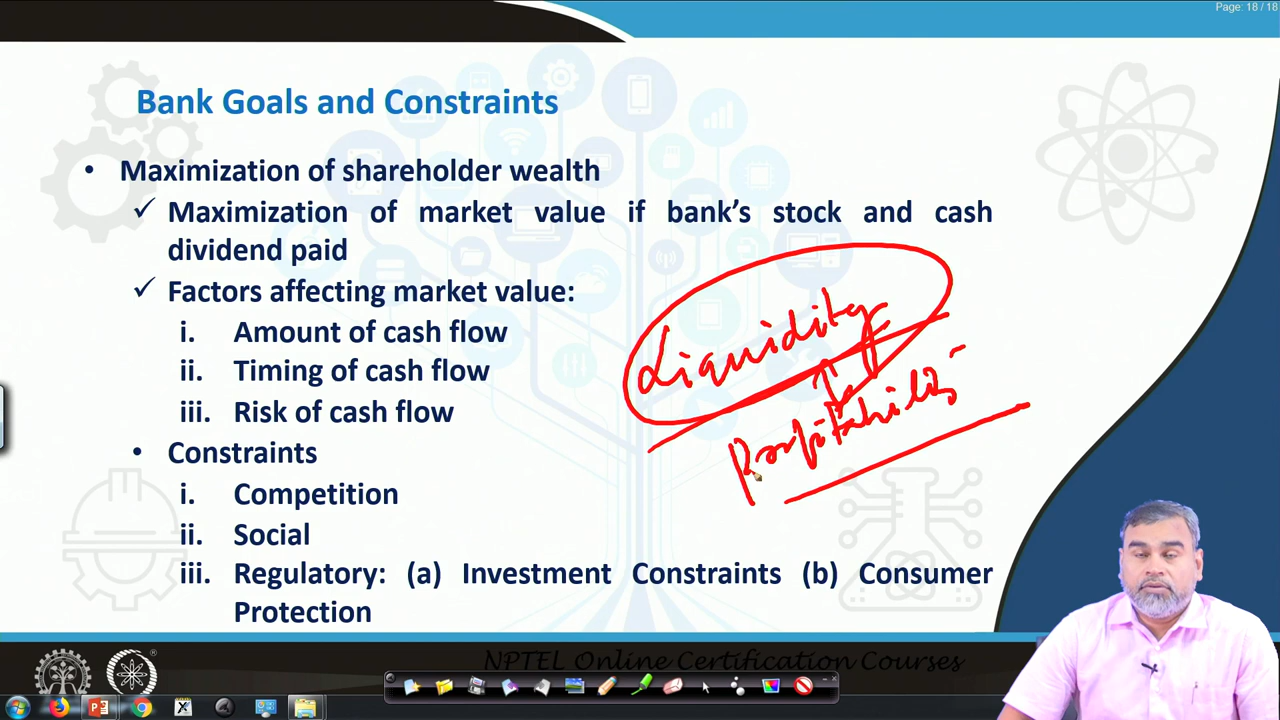 Page: 18 / 18
Bank Goals and Constraints
• Maximization of shareholder wealth
✓ Maximization of market value if bank's stock and cash
dividend paid
✓ Factors affecting market value:
i. Amount of cash flow
ii. Timing of cash flow
iii. Risk of cash flow
Liquidity
Profitability
• Constraints
i. Competition
ii. Social
iii. Regulatory: (a) Investment Constraints (b) Consumer
Protection
NPTEL Online Certification Courses